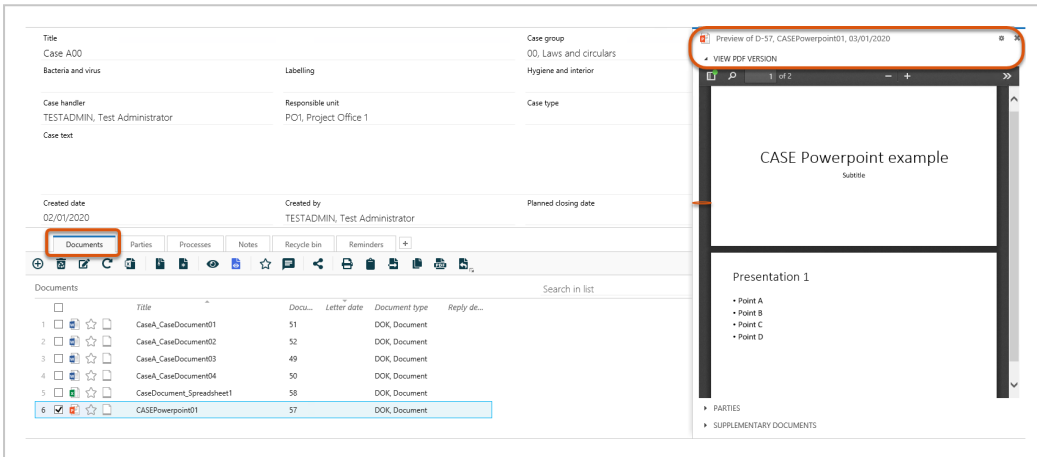 Title
Case group
Case A00
00, Laws and circulars
Bacteria and virus
Labelling
Hygiene and interior
Case handler
Responsible unit
Case type
TESTADMIN, Test Administrator
PO1, Project Office 1
Case text
Created date
Created by
Planned closing date
02/01/2020
TESTADMIN, Test Administrator
Documents
Parties
Processes
Notes
Recycle bin
Reminders
+
Documents
Search in list
Title
Docu...
Letter date
Document type
Reply de...
1 CaseA_CaseDocument01 51 DOK, Document
2 CaseA_CaseDocument02 52 DOK, Document
3 CaseA_CaseDocument03 49 DOK, Document
4 CaseA_CaseDocument04 50 DOK, Document
5 CaseDocument_Spreadsheet1 58 DOK, Document
6 CASEPowerpoint01 57 DOK, Document
Preview of D-57, CASEPowerpoint01, 03/01/2020
VIEW PDF VERSION
1 of 2
CASE Powerpoint example
Subtitle
Presentation 1
• Point A
• Point B
• Point C
• Point D
PARTIES
SUPPLEMENTARY DOCUMENTS